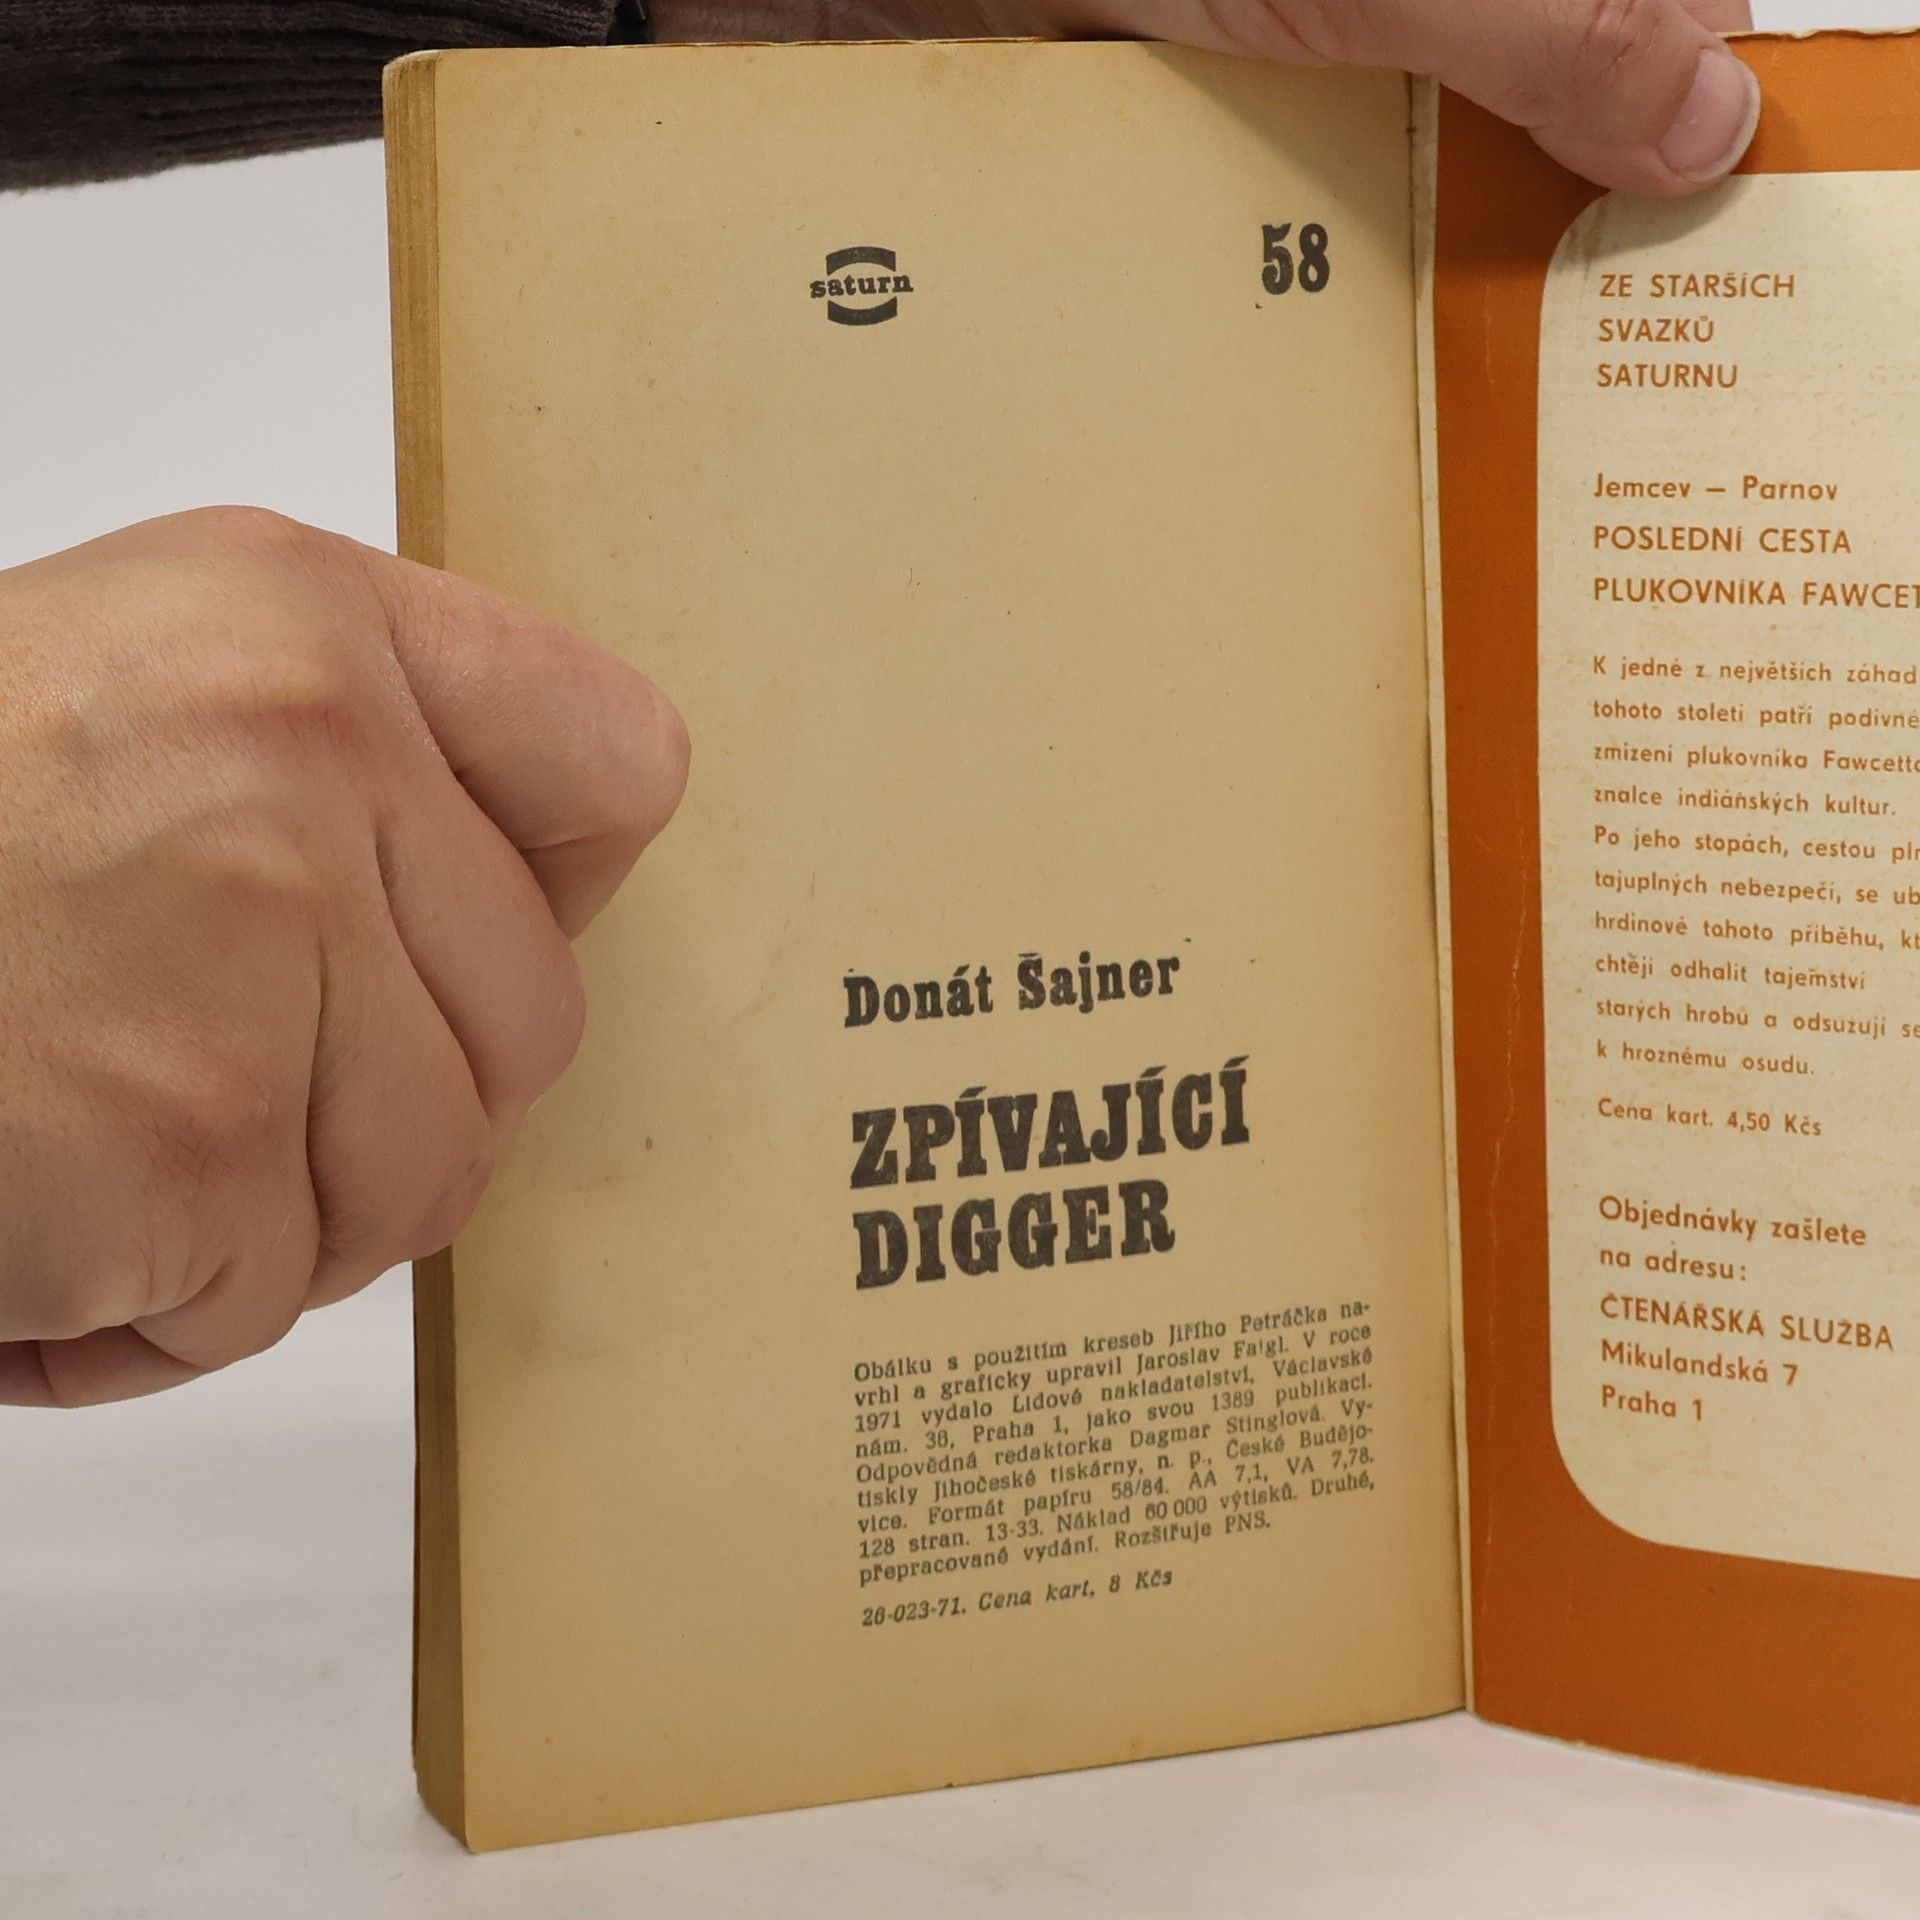 saturn
58
Donát Šajner
ZPÍVAJÍCÍ
DIGGER
Obálku s použitím kreseb Jiřího Petráčka na-
vrhl a graficky upravil Jaroslav Faigl. V roce
1971 vydalo Lidové nakladatelství, Václavské
nám. 36, Praha 1, jako svou 1389 publikaci.
Odpovědná redaktorka Dagmar Stinglová. Vy-
tiskly Jihočeské tiskárny, n. p., České Budějo-
vice. Formát papíru 58/84. AA 7,1, VA 7,78.
128 stran. 13-33. Náklad 60 000 výtisků. Druhé,
přepracované vydání. Rozšiřuje PNS.
26-023-71. Cena kart. 8 Kčs
ZE STARŠÍCH
SVAZKŮ
SATURNU
Jemcev – Parnov
POSLEDNÍ CESTA
PLUKOVNÍKA
K jedné z největších záhad
tohoto století patří podivné
zmizení plukovníka Fawcetta
znalce indiánských kultur.
Po jeho stopách, cestou
tajuplných nebezpečí, se
hrdinové tohoto příběhu,
chtějí odhalit tajemství
starých hrobů a odsuzují se
k hroznému osudu.
Cena kart. 4,50 Kčs
Objednávky zašlete
na adresu:
ČTENÁŘSKÁ SLUŽBA
Mikulandská 7
Praha 1